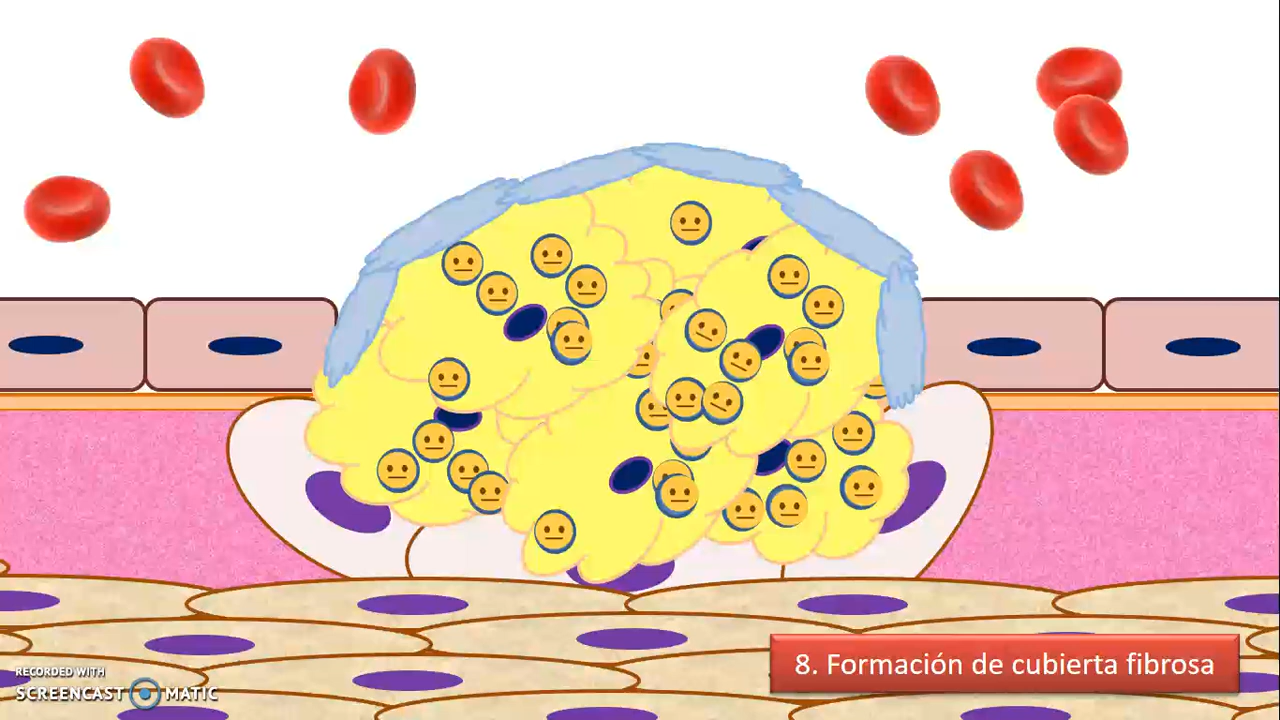 8. Formación de cubierta fibrosa
RECORDED WITH
SCREENCAST MATIC